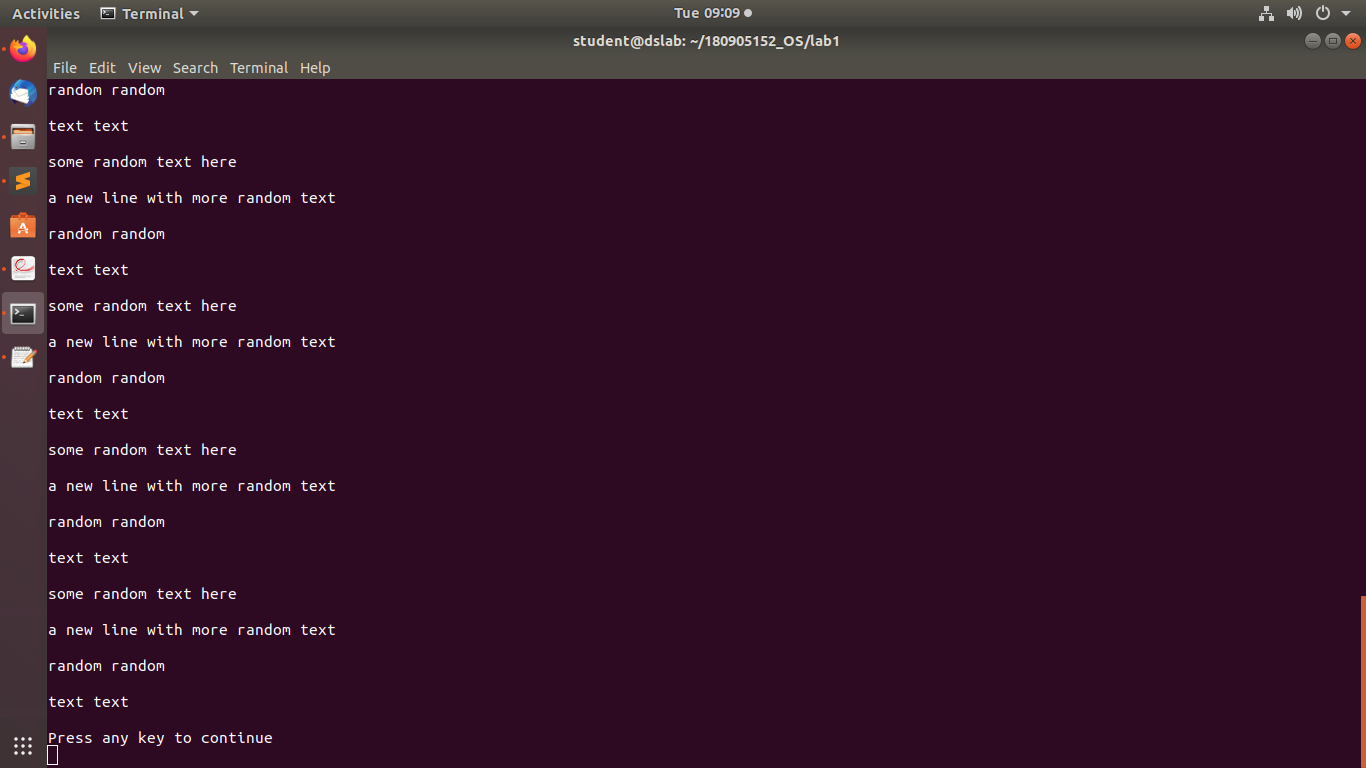 Activities Terminal Tue 09:09
student@dslab: ~/180905152_OS/lab1
File Edit View Search Terminal Help
random random
text text
some random text here
a new line with more random text
random random
text text
some random text here
a new line with more random text
random random
text text
some random text here
a new line with more random text
random random
text text
some random text here
a new line with more random text
random random
text text
Press any key to continue